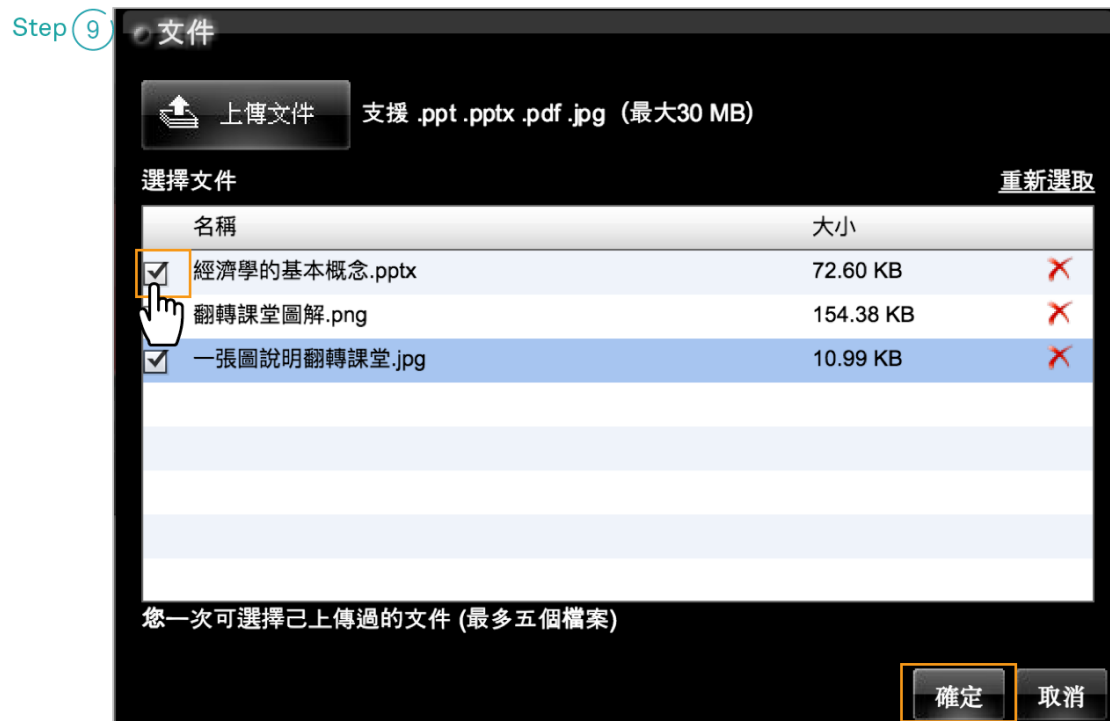 Step 9
文件
上傳文件 支援 .ppt .pptx .pdf .jpg (最大30 MB)
選擇文件 重新選取
名稱 大小
經濟學的基本概念.pptx 72.60 KB
翻轉課堂圖解.png 154.38 KB
一張圖說明翻轉課堂.jpg 10.99 KB
您一次可選擇己上傳過的文件 (最多五個檔案)
確定 取消